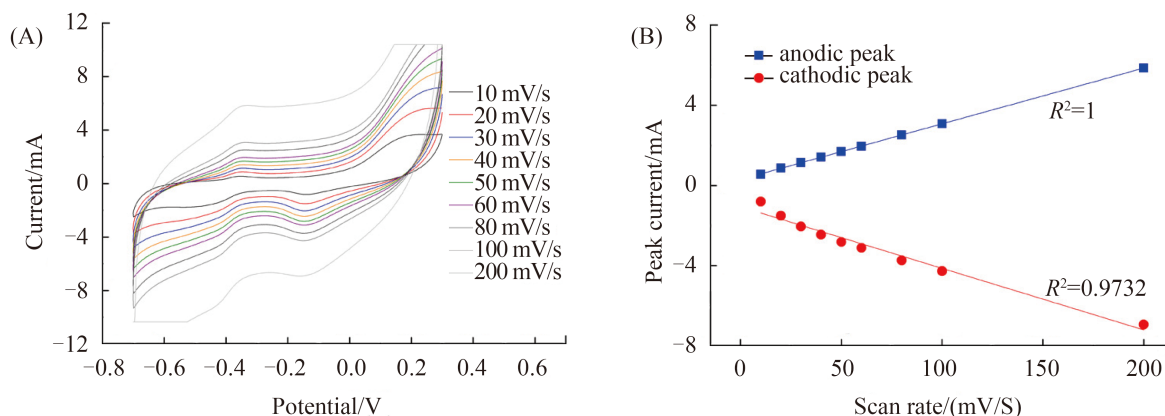 (A)
12
8
4
0
−4
−8
−12
Current/mA
−0.8 −0.6 −0.4 −0.2 0.0 0.2 0.4 0.6
Potential/V
10 mV/s
20 mV/s
30 mV/s
40 mV/s
50 mV/s
60 mV/s
80 mV/s
100 mV/s
200 mV/s
(B)
8
4
0
−4
−8
Peak current/mA
0 50 100 150 200
Scan rate/(mV/S)
anodic peak
cathodic peak
R²=1
R²=0.9732